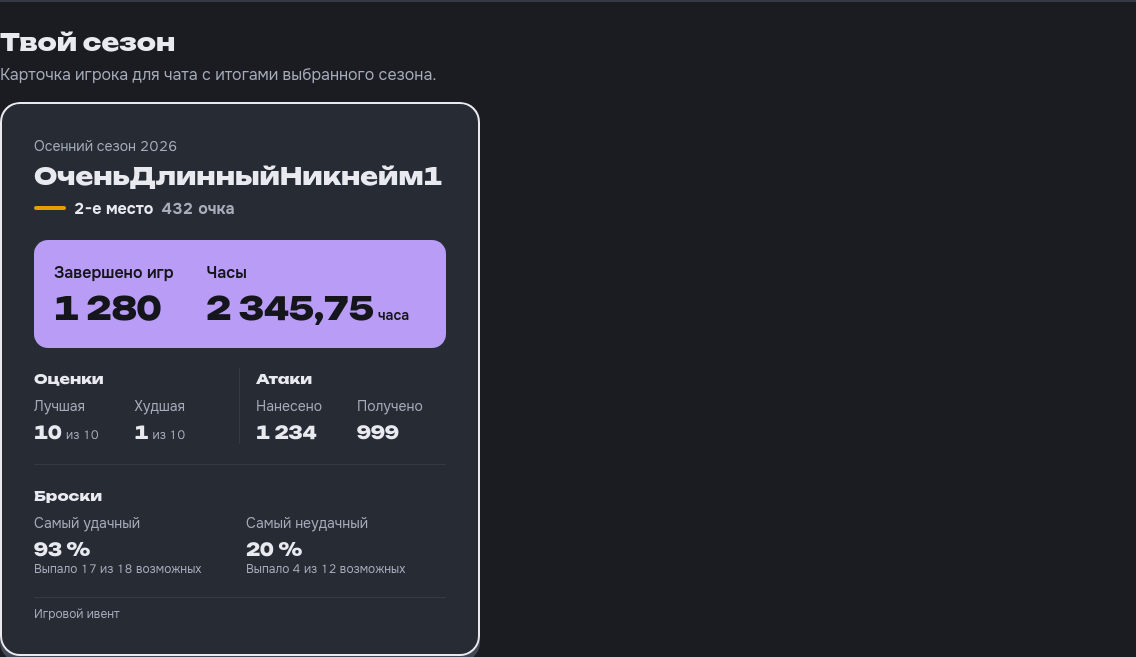 Твой сезон
Карточка игрока для чата с итогами выбранного сезона.
Осенний сезон 2026
ОченьДлинныйНикнейм1
2-е место 432 очка
Завершено игр Часы
1 280 2 345,75 часа
Оценки Атаки
Лучшая Худшая Нанесено Получено
10 из 10 1 из 10 1 234 999
Броски
Самый удачный Самый неудачный
93 % 20 %
Выпало 17 из 18 возможных Выпало 4 из 12 возможных
Игровой ивент